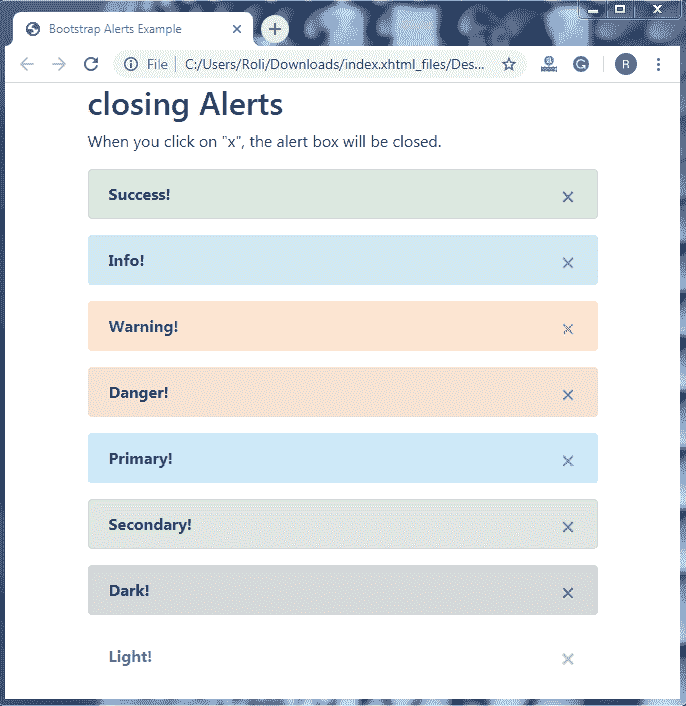 Bootstrap Alerts Example
File C:/Users/Roli/Downloads/index.xhtml_files/Des... G R
closing Alerts
When you click on "x", the alert box will be closed.
Success! ×
Info! ×
Warning! ×
Danger! ×
Primary! ×
Secondary! ×
Dark! ×
Light! ×